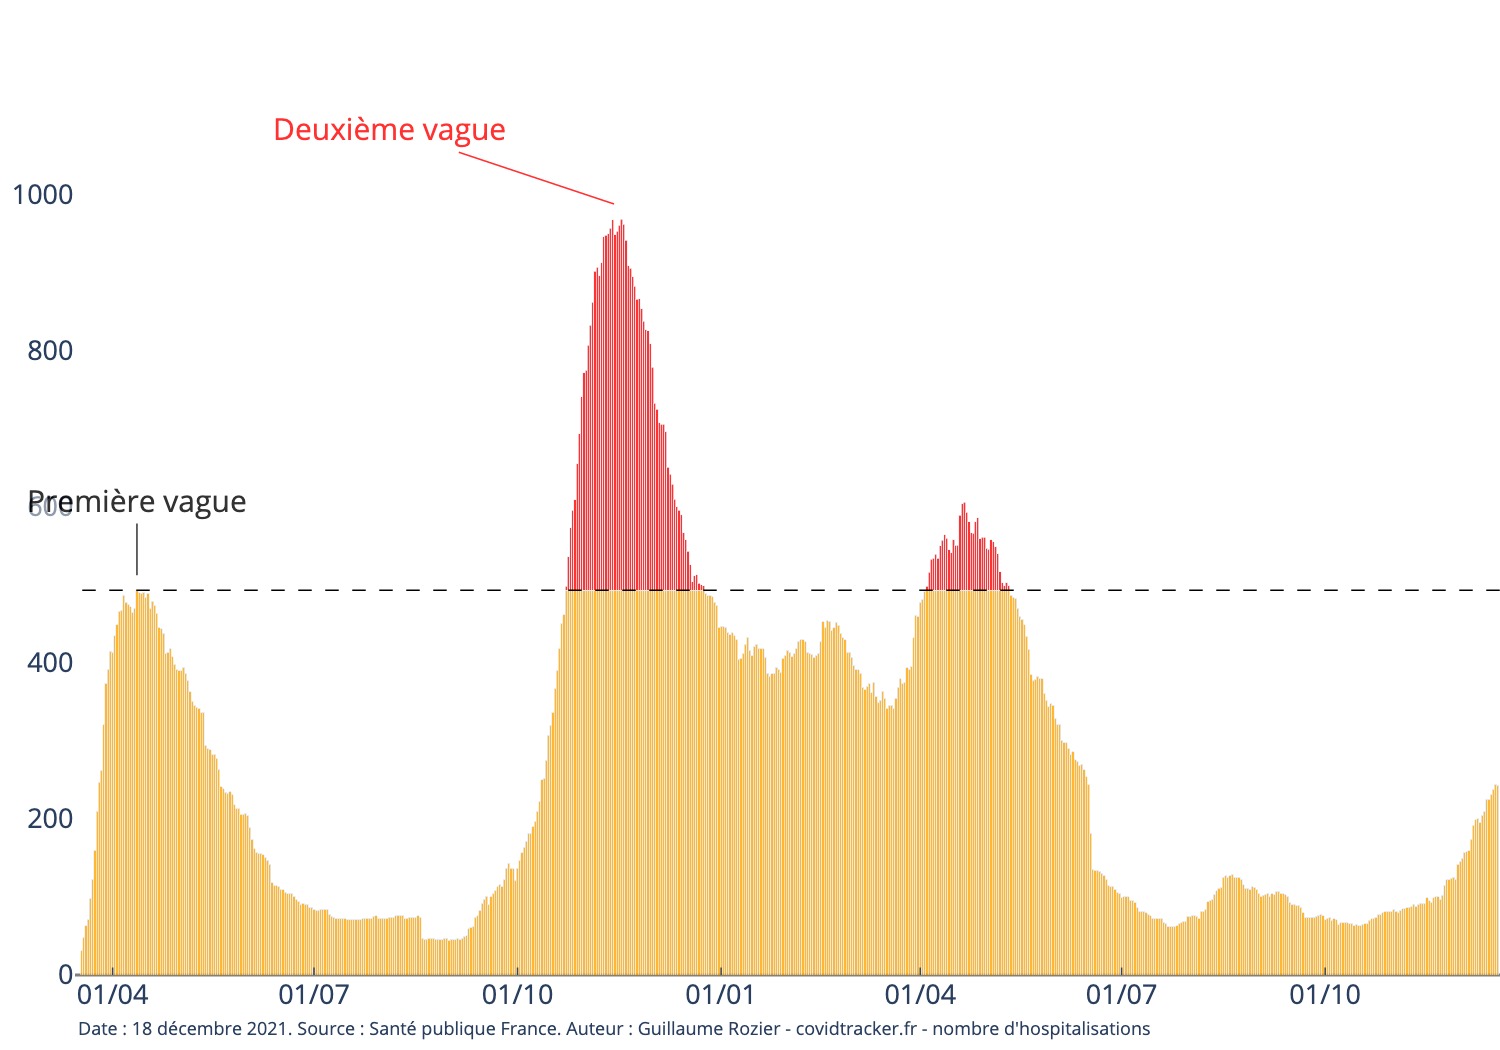 Deuxième vague
1000
800
Première vague
600
400
200
0
01/04 01/07 01/10 01/01 01/04 01/07 01/10
Date : 18 décembre 2021. Source : Santé publique France. Auteur : Guillaume Rozier - covidtracker.fr - nombre d'hospitalisations